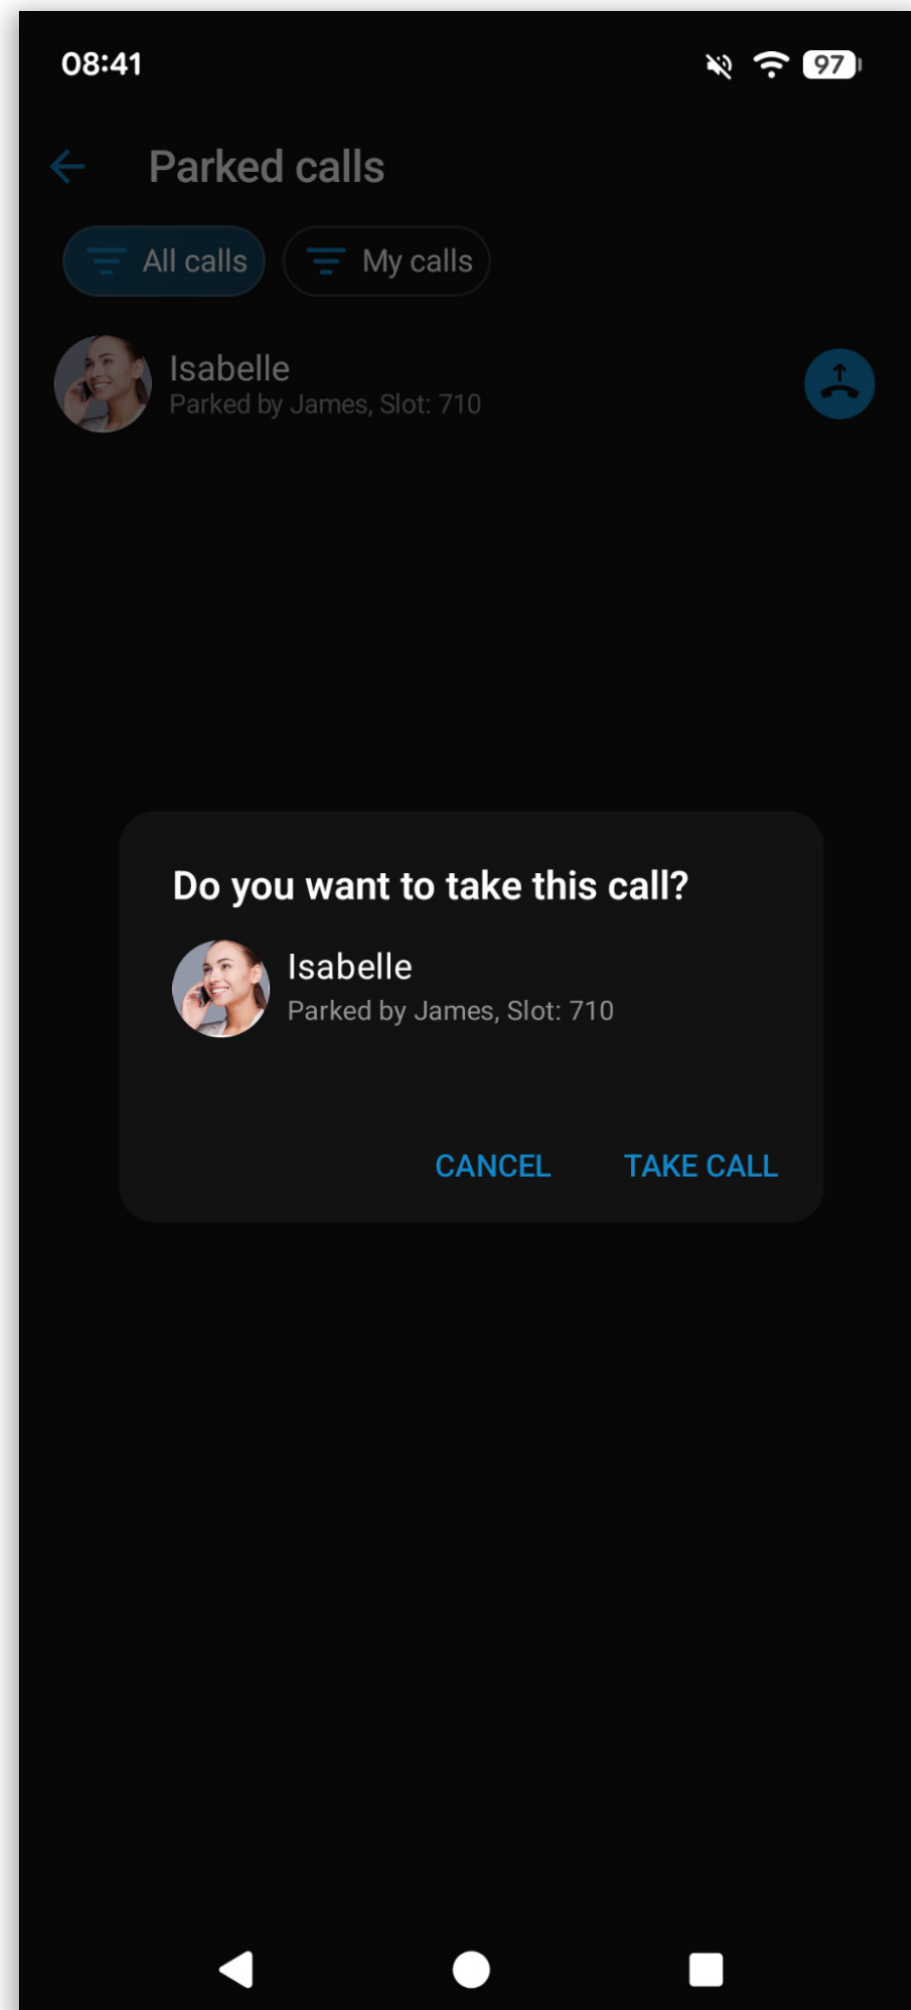 08:41
97
Parked calls
All calls
My calls
Isabelle
Parked by James, Slot: 710
Do you want to take this call?
Isabelle
Parked by James, Slot: 710
CANCEL
TAKE CALL